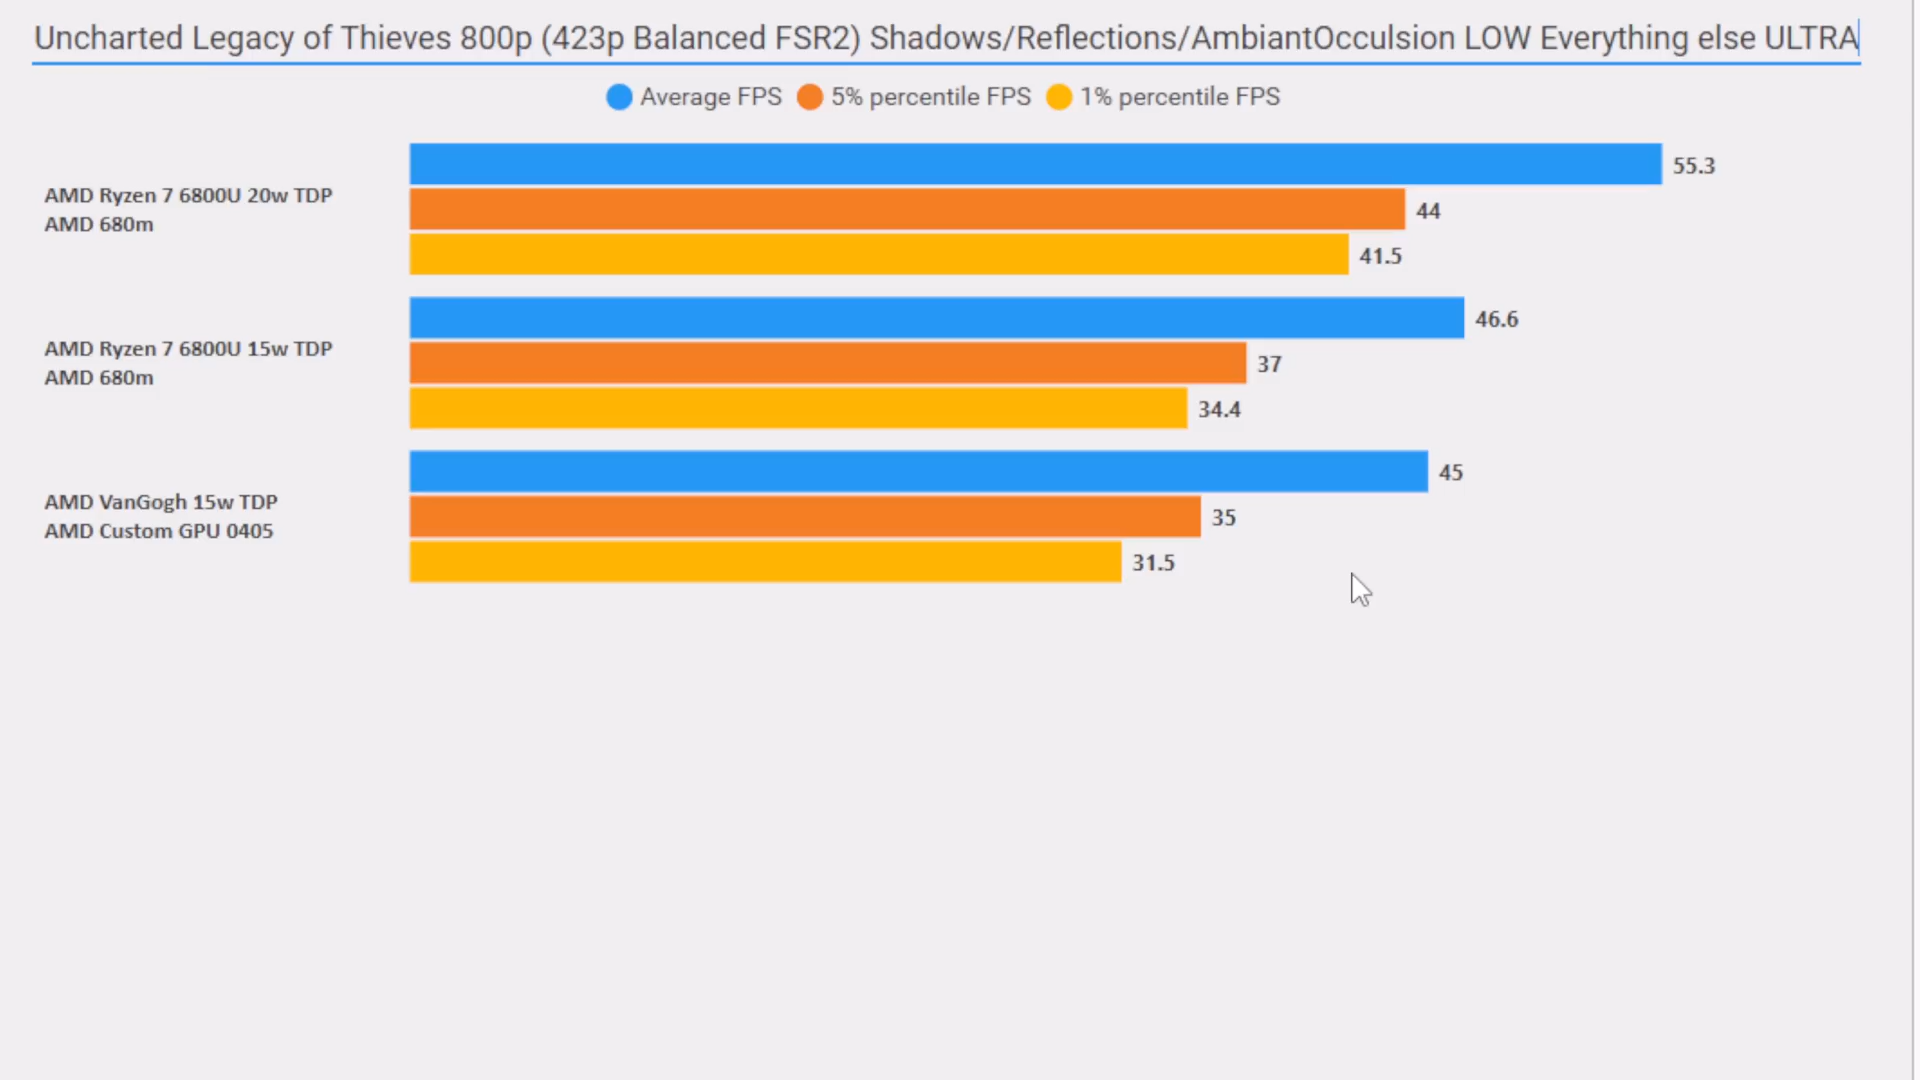 Uncharted Legacy of Thieves 800p (423p Balanced FSR2) Shadows/Reflections/AmbiantOcculsion LOW Everything else ULTRA
Average FPS 5% percentile FPS 1% percentile FPS
AMD Ryzen 7 6800U 20w TDP
AMD 680m
55.3
44
41.5
AMD Ryzen 7 6800U 15w TDP
AMD 680m
46.6
37
34.4
AMD VanGogh 15w TDP
AMD Custom GPU 0405
45
35
31.5